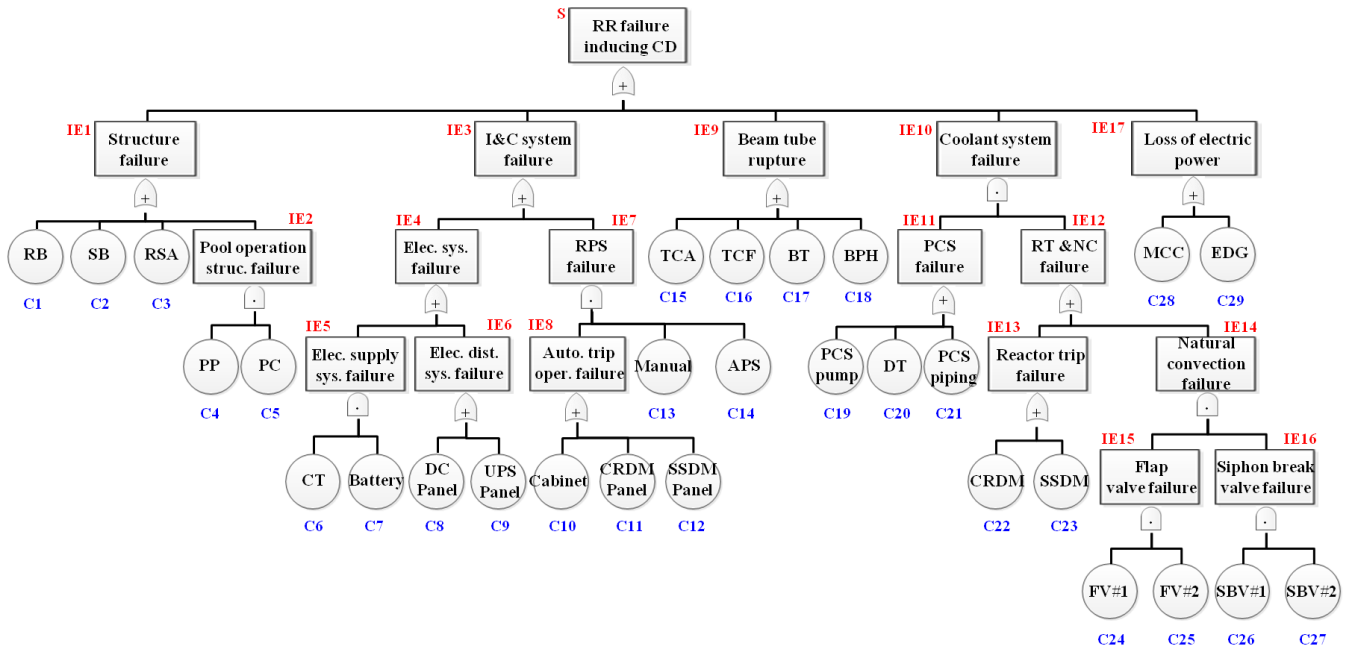 S
RR failure
inducing CD
+
IE1
Structure
failure
+
IE3
I&C system
failure
+
IE9
Beam tube
rupture
+
IE10
Coolant system
failure
.
IE17
Loss of electric
power
+
RB
C1
SB
C2
RSA
C3
IE2
Pool operation
struc. failure
.
IE4
Elec. sys.
failure
+
IE7
RPS
failure
.
TCA
C15
TCF
C16
BT
C17
BPH
C18
IE11
PCS
failure
+
IE12
RT &NC
failure
+
MCC
C28
EDG
C29
PP
C4
PC
C5
IE5
Elec. supply
sys. failure
.
IE6
Elec. dist.
sys. failure
+
IE8
Auto. trip
oper. failure
+
Manual
C13
APS
C14
PCS
pump
C19
DT
C20
PCS
piping
C21
IE13
Reactor trip
failure
+
IE14
Natural
convection
failure
.
CT
C6
Battery
C7
DC
Panel
C8
UPS
Panel
C9
Cabinet
C10
CRDM
Panel
C11
SSDM
Panel
C12
CRDM
C22
SSDM
C23
IE15
Flap
valve failure
.
IE16
Siphon break
valve failure
.
FV#1
C24
FV#2
C25
SBV#1
C26
SBV#2
C27